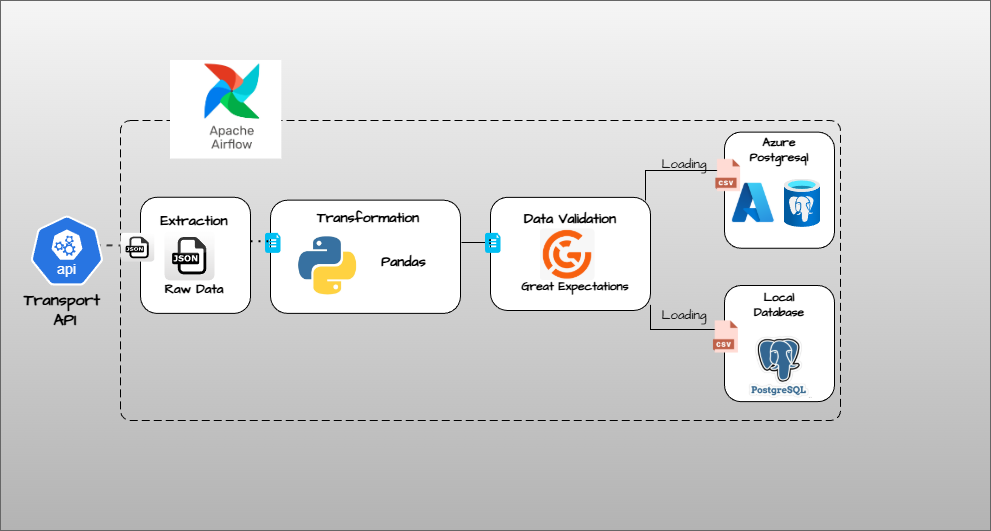 Apache
Airflow
api
Transport
API
JSON
Extraction
JSON
Raw Data
Transformation
Pandas
Data Validation
Great Expectations
Loading
CSV
Azure
Postgresql
Loading
CSV
Local
Database
PostgreSQL